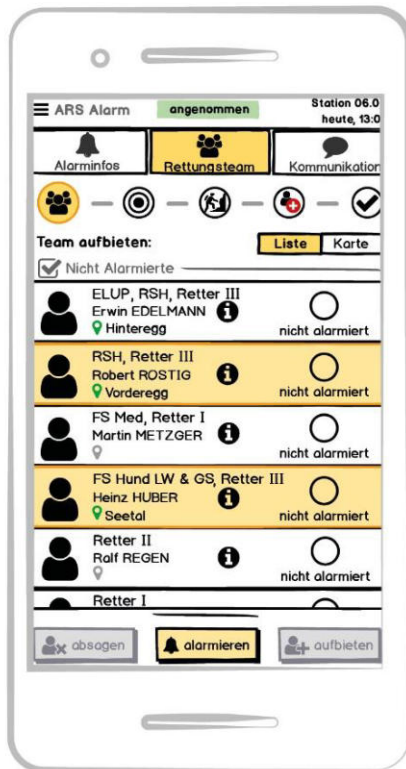 ARS Alarm
angenommen
Station 06.0
heute, 13:0
Alarminfos
Rettungsteam
Kommunikation
Team aufbieten:
Liste
Karte
Nicht Alarmierte
ELUP, RSH, Retter III
Erwin EDELMANN
Hinteregg
nicht alarmiert
RSH, Retter III
Robert ROSTIG
Vorderegg
nicht alarmiert
FS Med, Retter I
Martin METZGER
nicht alarmiert
FS Hund LW & GS, Retter III
Heinz HUBER
Seetal
nicht alarmiert
Retter II
Ralf REGEN
nicht alarmiert
Retter I
absagen
alarmieren
aufbieten